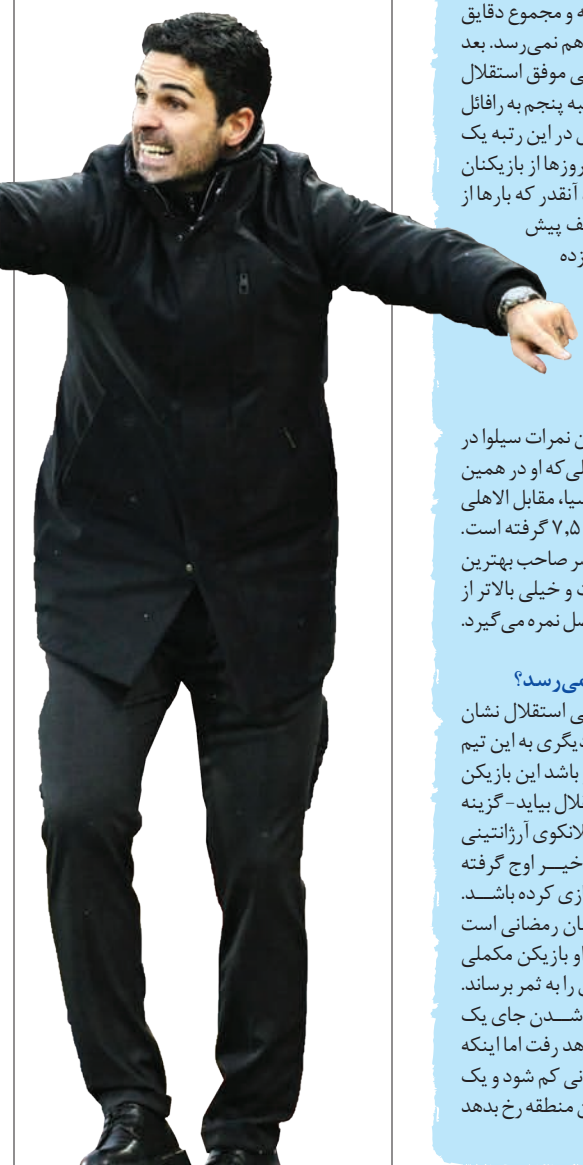 ه و مجموع دقایق
هم نمی‌رسد. بعد
ی موفق استقلال
به پنجم به رافائل
ی در این رتبه یک
روزها از بازیکنان
آنقدر که بارها از
ف پیش
زده
ن نمرات سیلوا در
لی که او در همین
سیا، مقابل الاهلی
۷٫۵ گرفته است.
سر صاحب بهترین
ت و خیلی بالاتر از
سل نمره می‌گیرد.
می‌رسد؟
ی استقلال نشان
دیگری به این تیم
باشد این بازیکن
لال بیاید- گزینه
لانکوی آرژانتینی
خیـــر اوج گرفته
زی کرده باشـــد.
ان رمضانی است
و بازیکن مکملی
ی را به ثمر برساند.
شـــدن جای یک
هد رفت اما اینکه
نی کم شود و یک
ن منطقه رخ بدهد